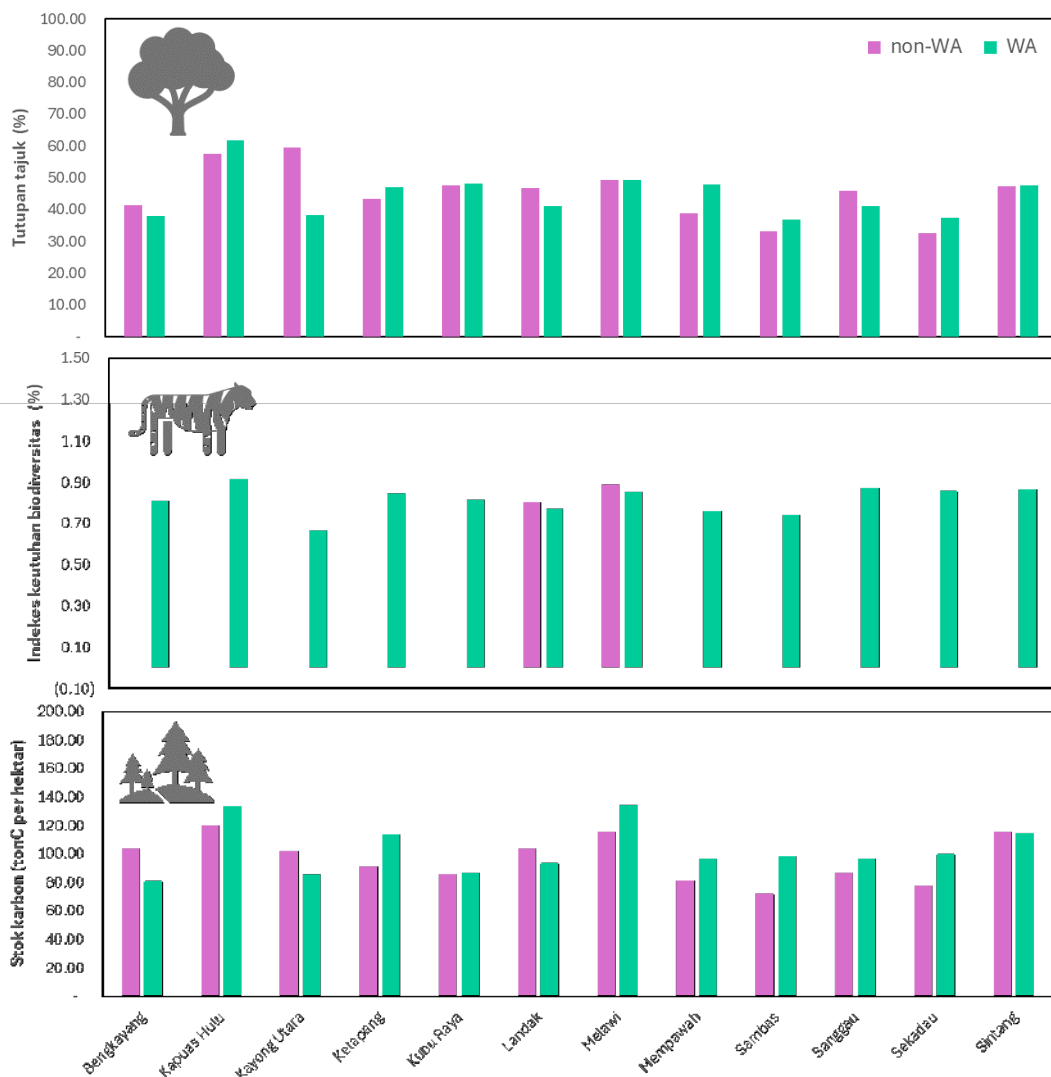 100.00
90.00
80.00
70.00
60.00
50.00
40.00
30.00
20.00
10.00
-
Tutupan tajuk (%)
non-WA
WA
1.50
1.30
1.10
0.90
0.70
0.50
0.30
0.10
(0.10)
Indekes keutuhan biodiversitas (%)
200.00
180.00
160.00
140.00
120.00
100.00
80.00
60.00
40.00
20.00
-
Stok karbon (tonC per hektar)
Bengkayang
Kapuas Hulu
Kayong Utara
Ketapang
Kubu Raya
Landak
Melawi
Mempawah
Sambas
Sanggau
Sekadau
Sintang